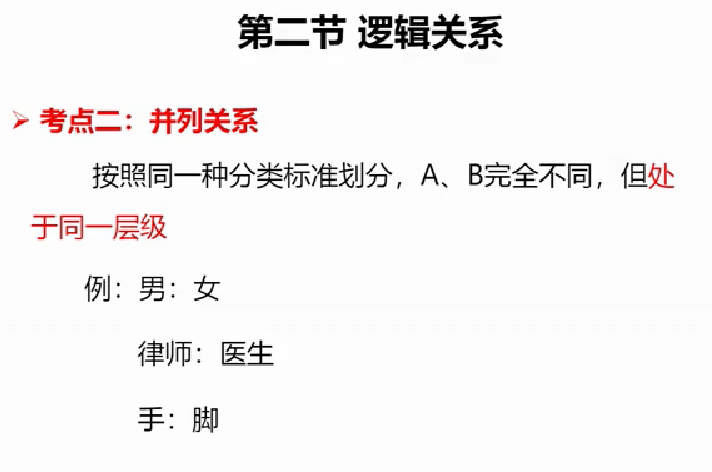 第二节 逻辑关系
➢ 考点二：并列关系
按照同一种分类标准划分，A、B完全不同，但处
于同一层级
例：男：女
律师：医生
手：脚